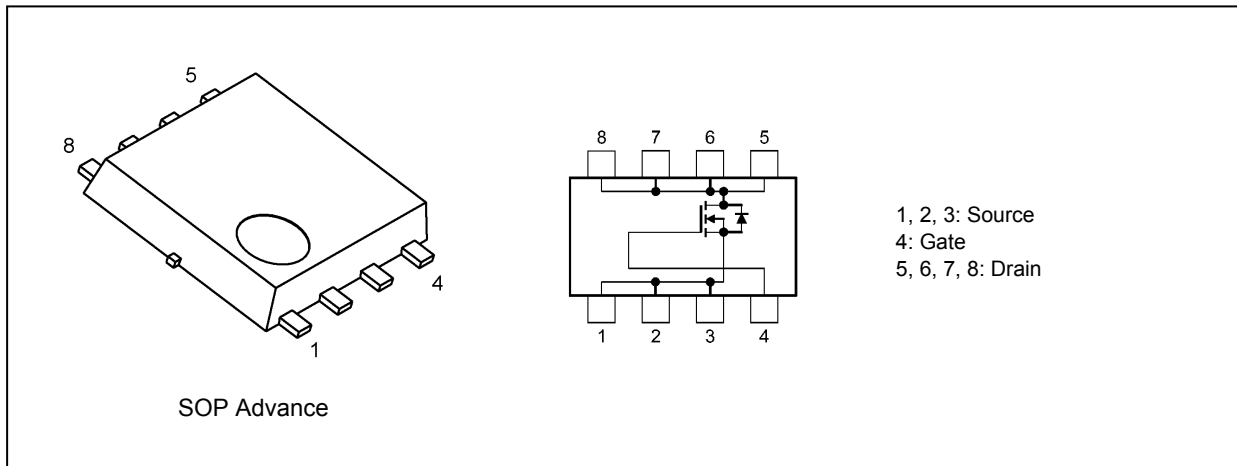 5
8
4
1
SOP Advance
8 7 6 5
1 2 3 4
1, 2, 3: Source
4: Gate
5, 6, 7, 8: Drain